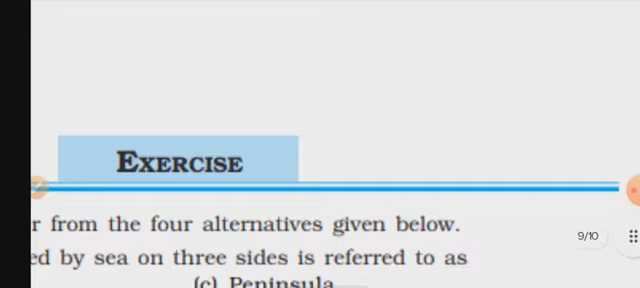 EXERCISE
r from the four alternatives given below.
9/10
ed by sea on three sides is referred to as
(c) Peninsula